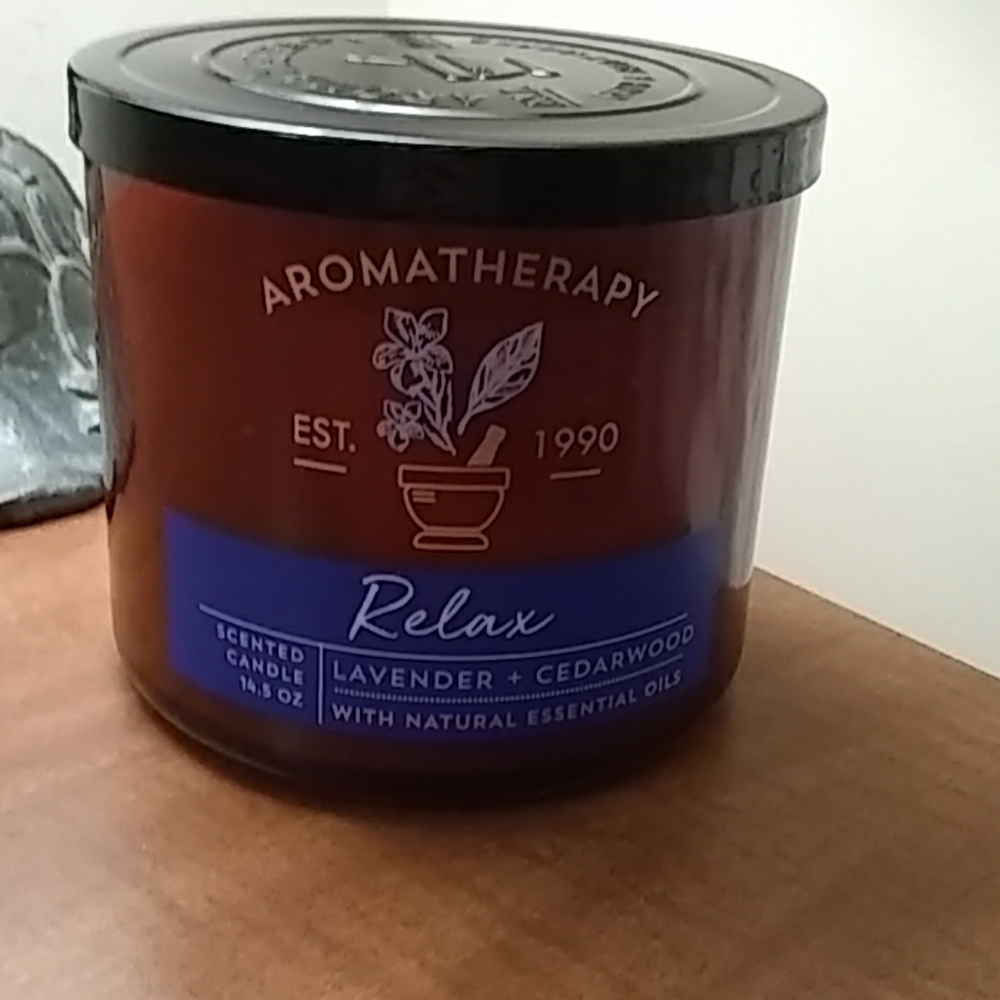 AROMATHERAPY
EST. 1990
Relax
SCENTED
CANDLE
14.5 OZ
LAVENDER + CEDARWOOD
WITH NATURAL ESSENTIAL OILS